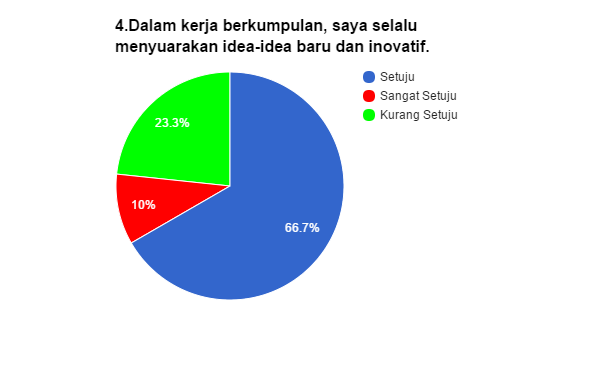 4.Dalam kerja berkumpulan, saya selalu
menyuarakan idea-idea baru dan inovatif.
Setuju
Sangat Setuju
Kurang Setuju
23.3%
10%
66.7%